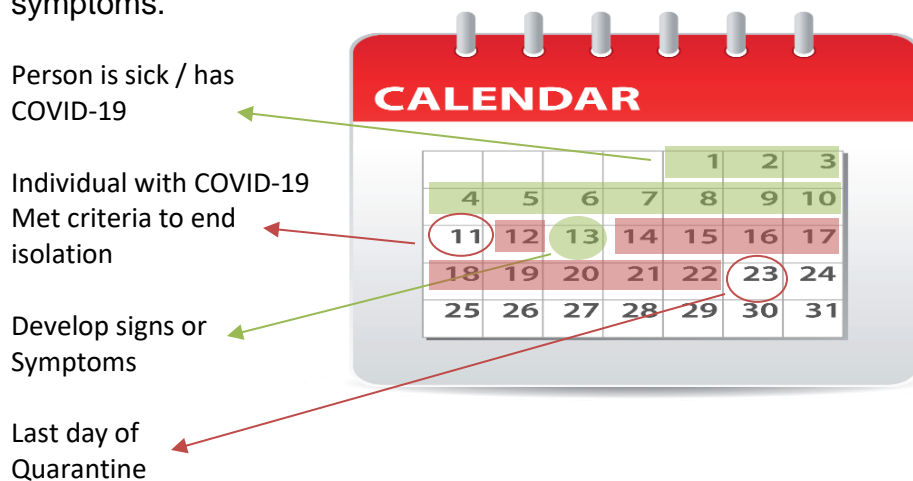 symptoms.
Person is sick / has
COVID-19
Individual with COVID-19
Met criteria to end
isolation
Develop signs or
Symptoms
Last day of
Quarantine
CALENDAR
1 2 3
4 5 6 7 8 9 10
11 12 13 14 15 16 17
18 19 20 21 22 23 24
25 26 27 28 29 30 31